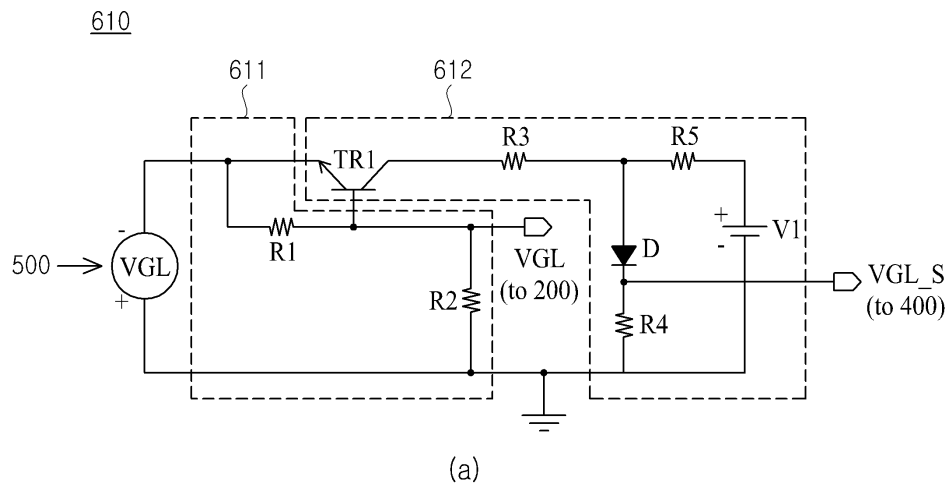 610
611
612
TR1
R3
R5
R1
VGL
(to 200)
R2
D
R4
+
-
V1
VGL_S
(to 400)
500
-
VGL
+
(a)